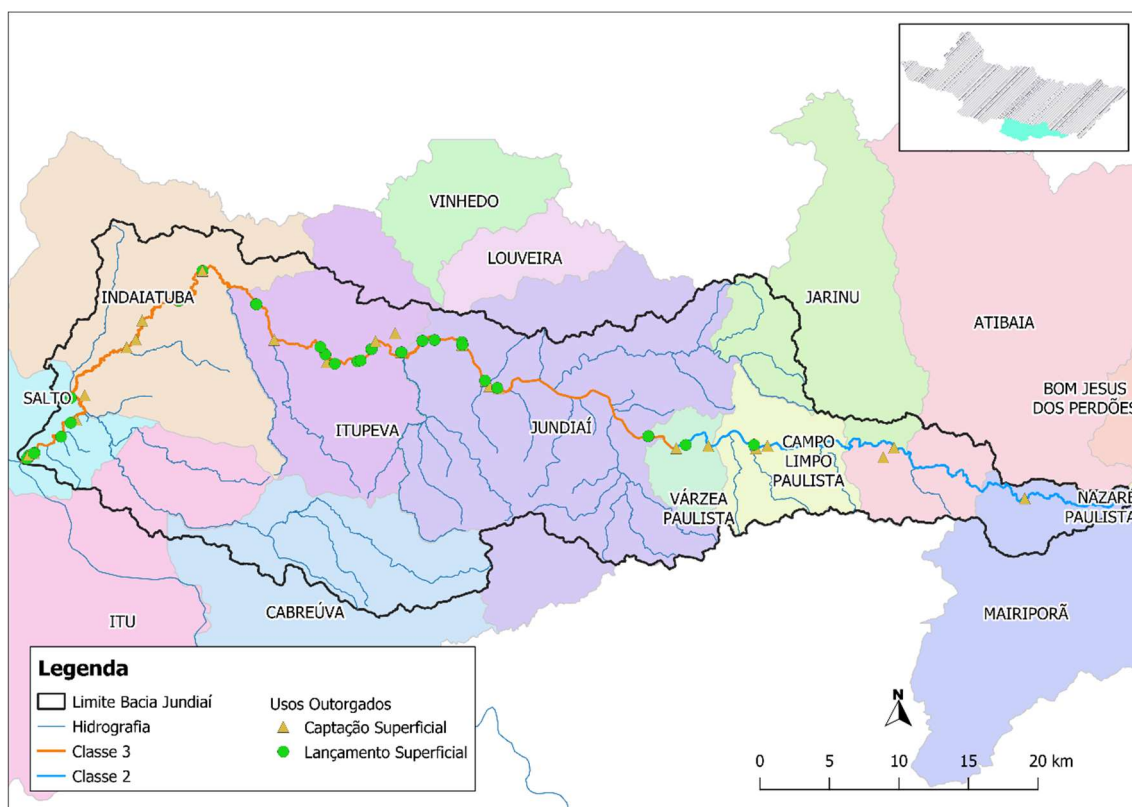 VINHEDO
LOUVEIRA
INDAIATUBA
JARINU
ATIBAIA
BOM JESUS
DOS PERDÕES
SALTO
ITUPEVA
JUNDIAÍ
CAMPO
LIMPO
PAULISTA
VÁRZEA
PAULISTA
NAZARÉ
PAULISTA
CABREÚVA
ITU
MAIRIPORÃ
Legenda
Limite Bacia Jundiaí
Hidrografia
Classe 3
Classe 2
Usos Outorgados
Captação Superficial
Lançamento Superficial
N
0 5 10 15 20 km